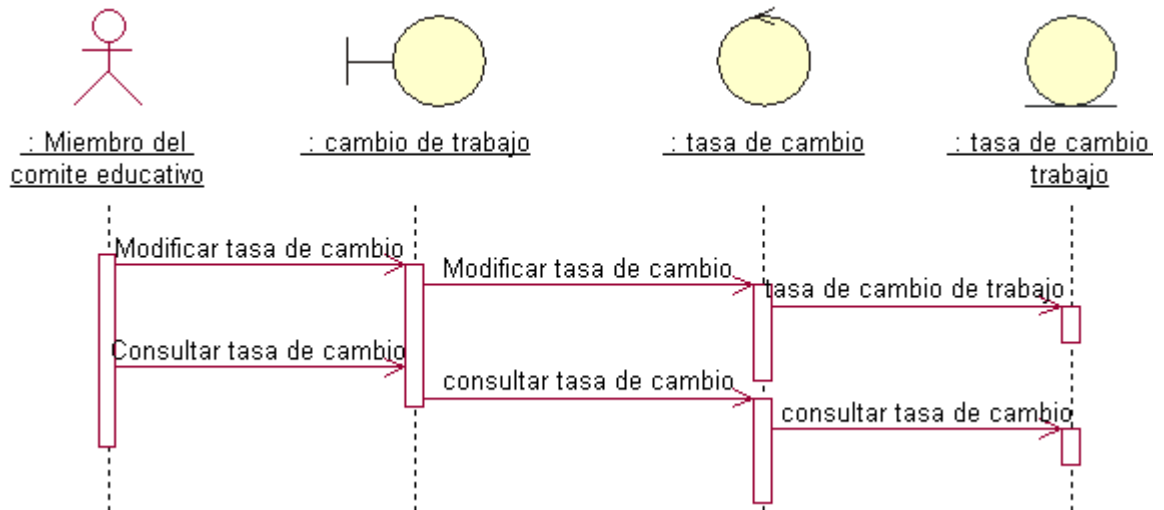 : Miembro del
comite educativo
: cambio de trabajo
: tasa de cambio
: tasa de cambio
trabajo
Modificar tasa de cambio
Modificar tasa de cambio
tasa de cambio de trabajo
Consultar tasa de cambio
consultar tasa de cambio
consultar tasa de cambio